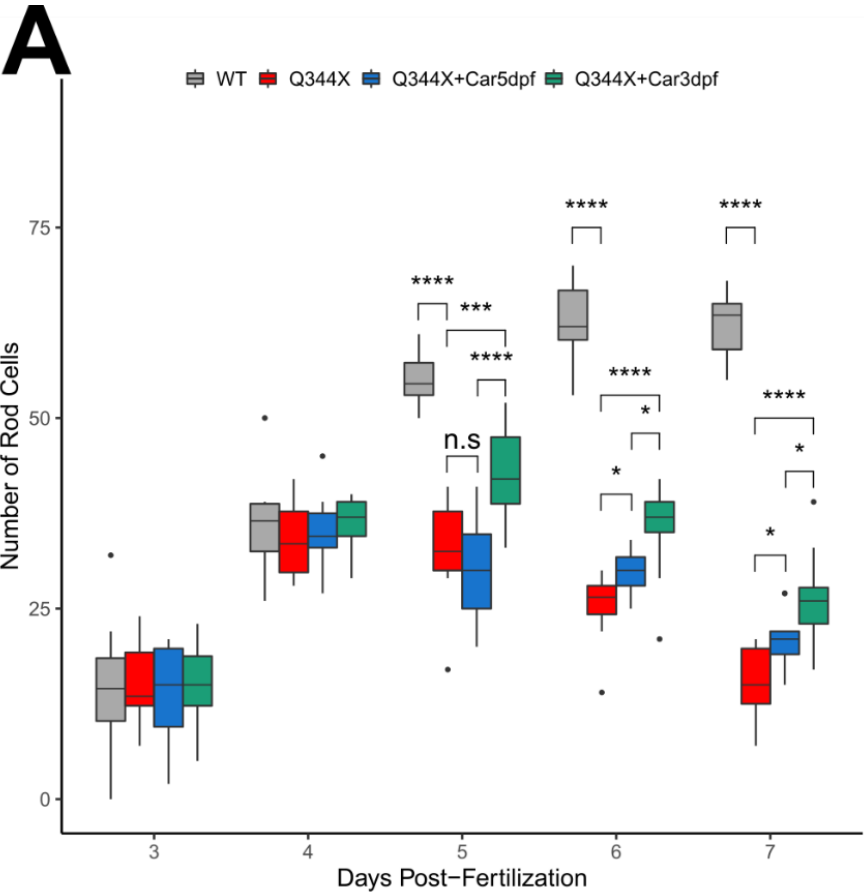 A
WT Q344X Q344X+Car5dpf Q344X+Car3dpf
75
50
25
0
Number of Rod Cells
**** **** ****
***
****
n.s
****
*
*
****
*
*
3 4 5 6 7
Days Post−Fertilization